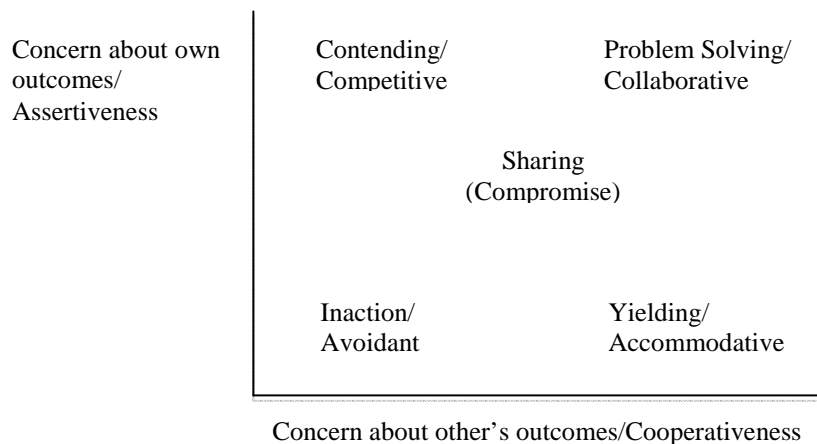 Concern about own
outcomes/
Assertiveness
Contending/
Competitive
Problem Solving/
Collaborative
Sharing
(Compromise)
Inaction/
Avoidant
Yielding/
Accommodative
Concern about other’s outcomes/Cooperativeness